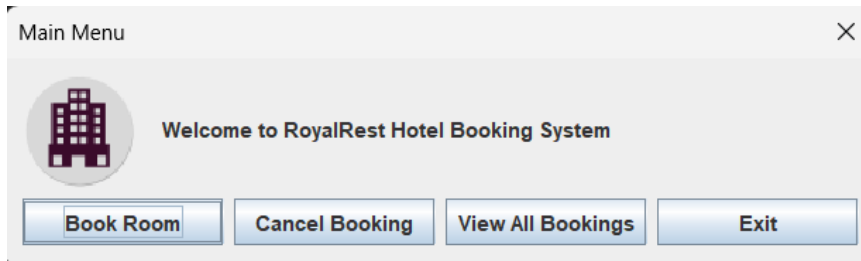 Main Menu
Welcome to RoyalRest Hotel Booking System
Book Room Cancel Booking View All Bookings Exit